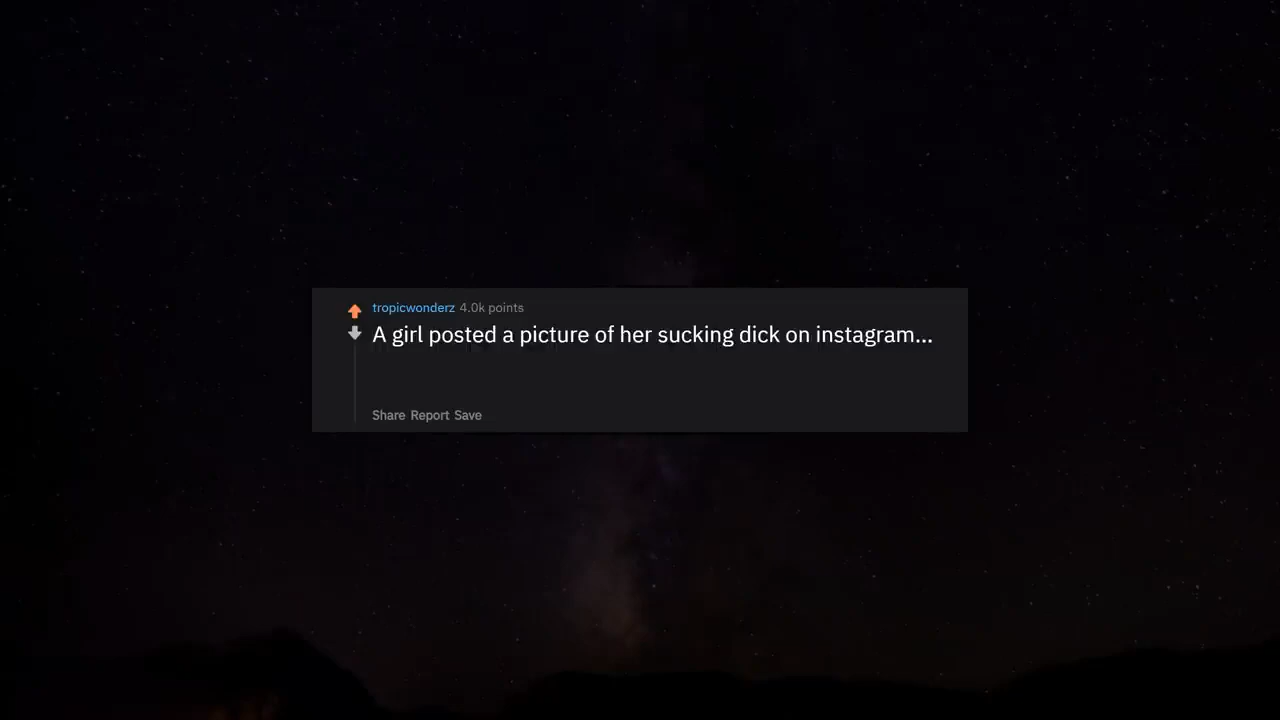 tropicwonderz 4.0k points
A girl posted a picture of her sucking dick on instagram...
Share Report Save